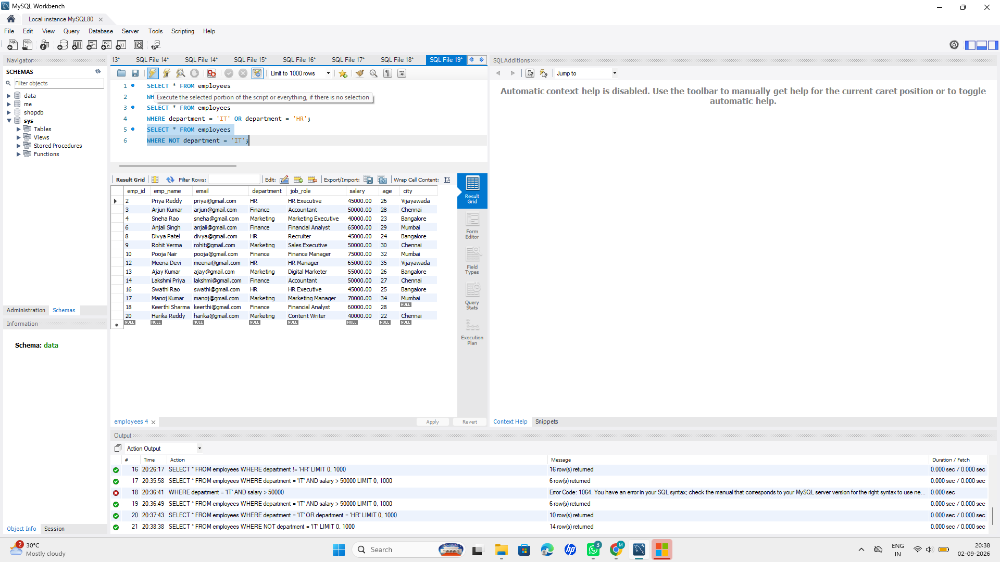 MySQL Workbench
Local instance MySQL80
File Edit View Query Database Server Tools Scripting Help
Navigator
SCHEMAS
Filter objects
data
me
shopdb
sys
Tables
Views
Stored Procedures
Functions
Administration Schemas
Information
Schema: data
Object Info Session
13* SQL File 14* SQL File 14* SQL File 15* SQL File 16* SQL File 17* SQL File 18* SQL File 19*
Limit to 1000 rows
1 SELECT * FROM employees
2 WH
Execute the selected portion of the script or everything, if there is no selection
3 SELECT * FROM employees
4 WHERE department = 'IT' OR department = 'HR';
5 SELECT * FROM employees
6 WHERE NOT department = 'IT';
Result Grid Filter Rows: Edit: Export/Import: Wrap Cell Content:
emp_id emp_name email department job_role salary age city
2 Priya Reddy priya@gmail.com HR HR Executive 45000.00 26 Vijayawada
3 Arjun Kumar arjun@gmail.com Finance Accountant 50000.00 28 Chennai
4 Sneha Rao sneha@gmail.com Marketing Marketing Executive 40000.00 23 Bangalore
6 Anjali Singh anjali@gmail.com Finance Financial Analyst 65000.00 29 Mumbai
8 Divya Patel divya@gmail.com HR Recruiter 45000.00 24 Bangalore
9 Rohit Verma rohit@gmail.com Marketing Sales Executive 50000.00 30 Chennai
10 Pooja Nair pooja@gmail.com Finance Finance Manager 75000.00 32 Mumbai
12 Meena Devi meena@gmail.com HR HR Manager 65000.00 35 Vijayawada
13 Ajay Kumar ajay@gmail.com Marketing Digital Marketer 55000.00 26 Bangalore
14 Lakshmi Priya lakshmi@gmail.com Finance Accountant 50000.00 27 Chennai
16 Swathi Rao swathi@gmail.com HR HR Executive 45000.00 25 Bangalore
17 Manoj Kumar manoj@gmail.com Marketing Marketing Manager 70000.00 34 Mumbai
18 Keerthi Sharma keerthi@gmail.com Finance Financial Analyst 60000.00 28 NULL
20 Harika Reddy harika@gmail.com Marketing Content Writer 40000.00 22 Chennai
NULL NULL NULL NULL NULL NULL NULL NULL
Result
Grid
Form
Editor
Field
Types
Query
Stats
Execution
Plan
employees 4 Apply Revert
SQLAdditions
Jump to
Automatic context help is disabled. Use the toolbar to manually get help for the current caret position or to toggle
automatic help.
Context Help Snippets
Output
Action Output
# Time Action Message Duration / Fetch
16 20:26:17 SELECT * FROM employees WHERE department != 'HR' LIMIT 0, 1000 16 row(s) returned 0.000 sec / 0.000 sec
17 20:35:58 SELECT * FROM employees WHERE department = 'IT' AND salary > 50000 LIMIT 0, 1000 6 row(s) returned 0.000 sec / 0.000 sec
18 20:36:41 WHERE department = 'IT' AND salary > 50000 Error Code: 1064. You have an error in your SQL syntax; check the manual that corresponds to your MySQL server version for the right syntax to use ne... 0.000 sec
19 20:36:49 SELECT * FROM employees WHERE department = 'IT' AND salary > 50000 LIMIT 0, 1000 6 row(s) returned 0.000 sec / 0.000 sec
20 20:37:43 SELECT * FROM employees WHERE department = 'IT' OR department = 'HR' LIMIT 0, 1000 10 row(s) returned 0.000 sec / 0.000 sec
21 20:38:38 SELECT * FROM employees WHERE NOT department = 'IT' LIMIT 0, 1000 14 row(s) returned 0.000 sec / 0.000 sec
2
30°C
Mostly cloudy
Search
hp
3
M
ENG
IN
20:38
02-09-2026